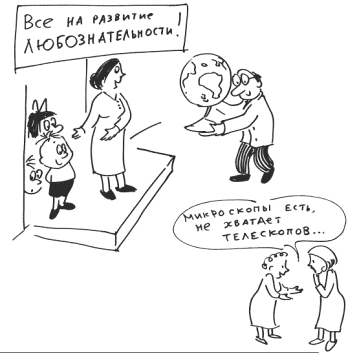 Все на развитие
любознательности!
Микроскопы есть,
не хватает
телескопов...